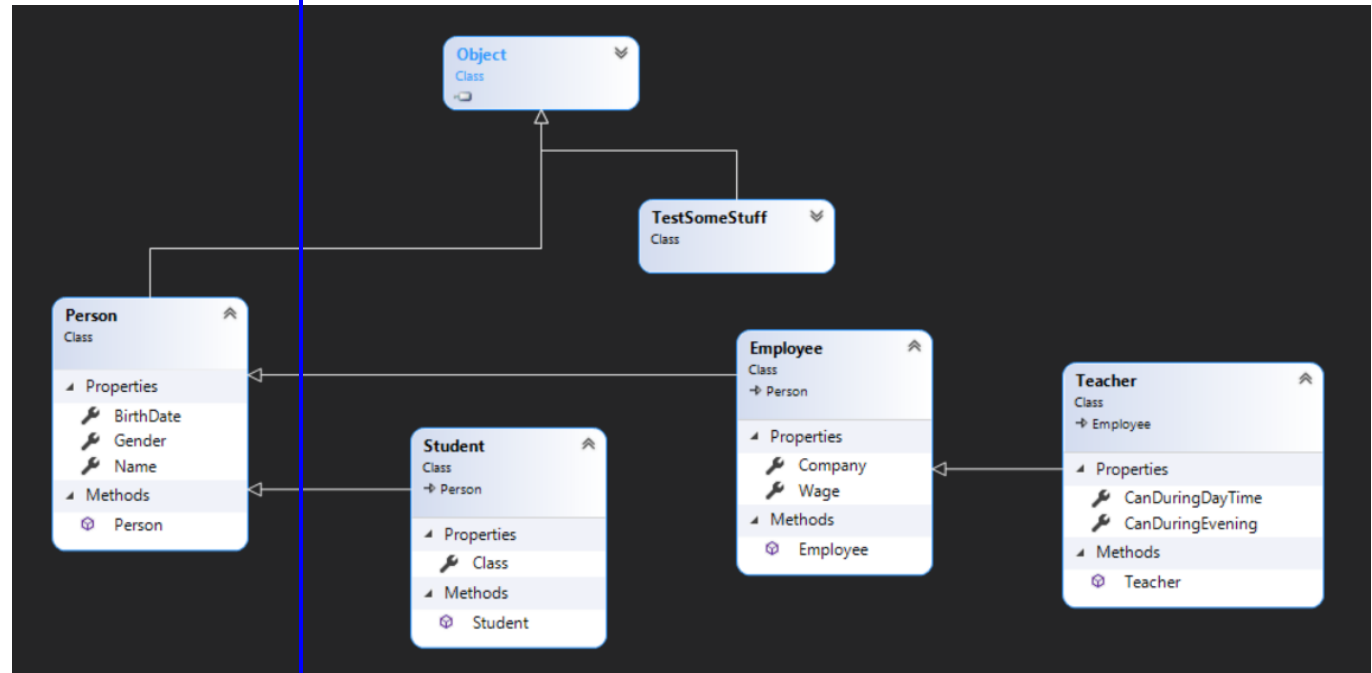 Object
Class
TestSomeStuff
Class
Person
Class
Properties
BirthDate
Gender
Name
Methods
Person
Student
Class
Person
Properties
Class
Methods
Student
Employee
Class
Person
Properties
Company
Wage
Methods
Employee
Teacher
Class
Employee
Properties
CanDuringDayTime
CanDuringEvening
Methods
Teacher